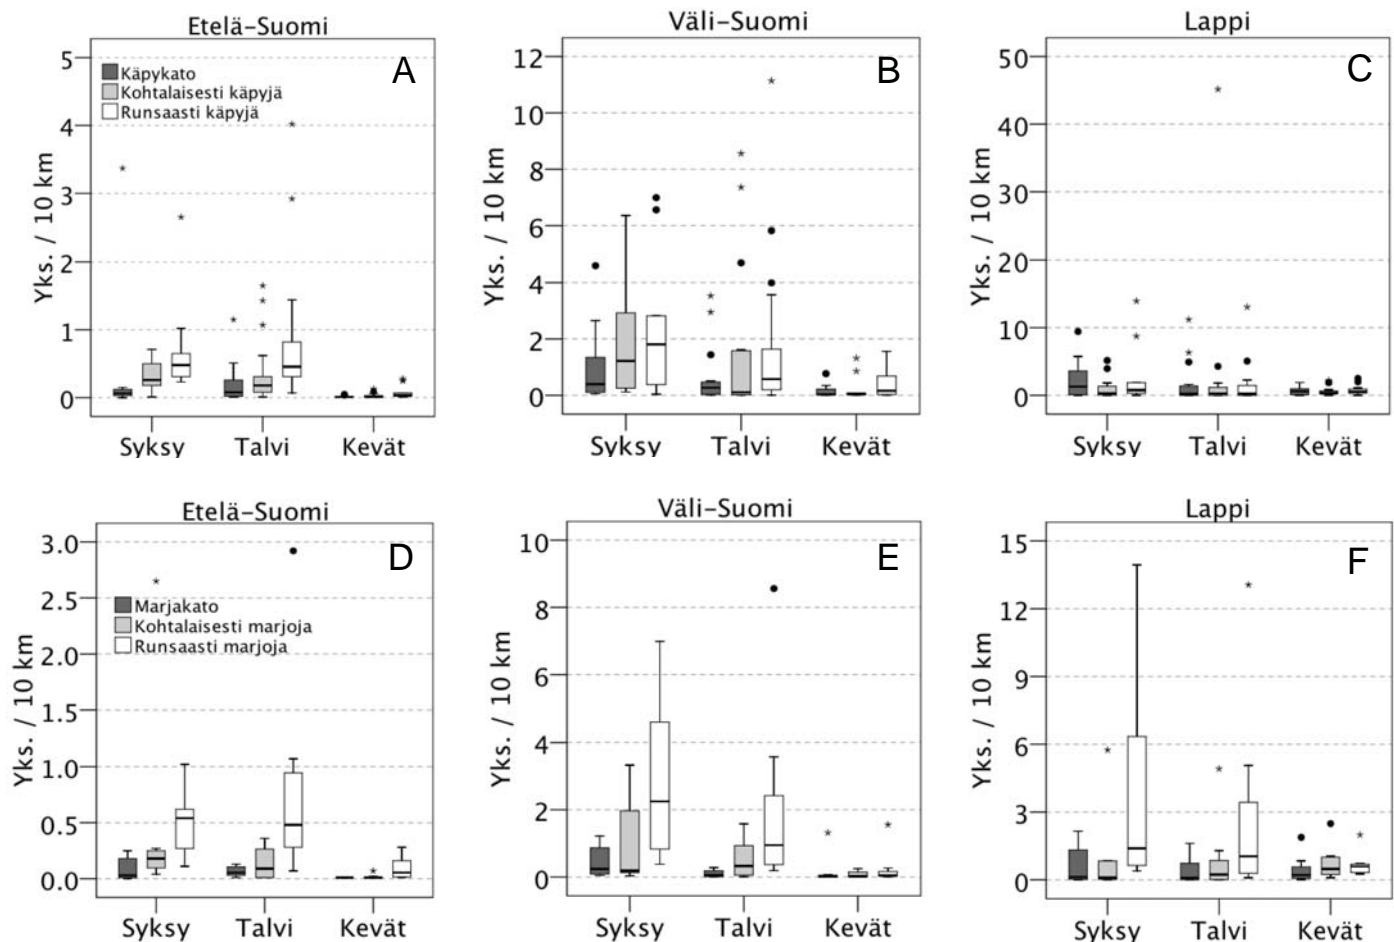 Etelä-Suomi
A
Yks. / 10 km
5
4
3
2
1
0
Käpykato
Kohtalaisesti käpyjä
Runsaasti käpyjä
Syksy Talvi Kevät
Väli-Suomi
B
Yks. / 10 km
12
10
8
6
4
2
0
Syksy Talvi Kevät
Lappi
C
Yks. / 10 km
50
40
30
20
10
0
Syksy Talvi Kevät
Etelä-Suomi
D
Yks. / 10 km
3.0
2.5
2.0
1.5
1.0
0.5
0.0
Marjakato
Kohtalaisesti marjoja
Runsaasti marjoja
Syksy Talvi Kevät
Väli-Suomi
E
Yks. / 10 km
10
8
6
4
2
0
Syksy Talvi Kevät
Lappi
F
Yks. / 10 km
15
12
9
6
3
0
Syksy Talvi Kevät